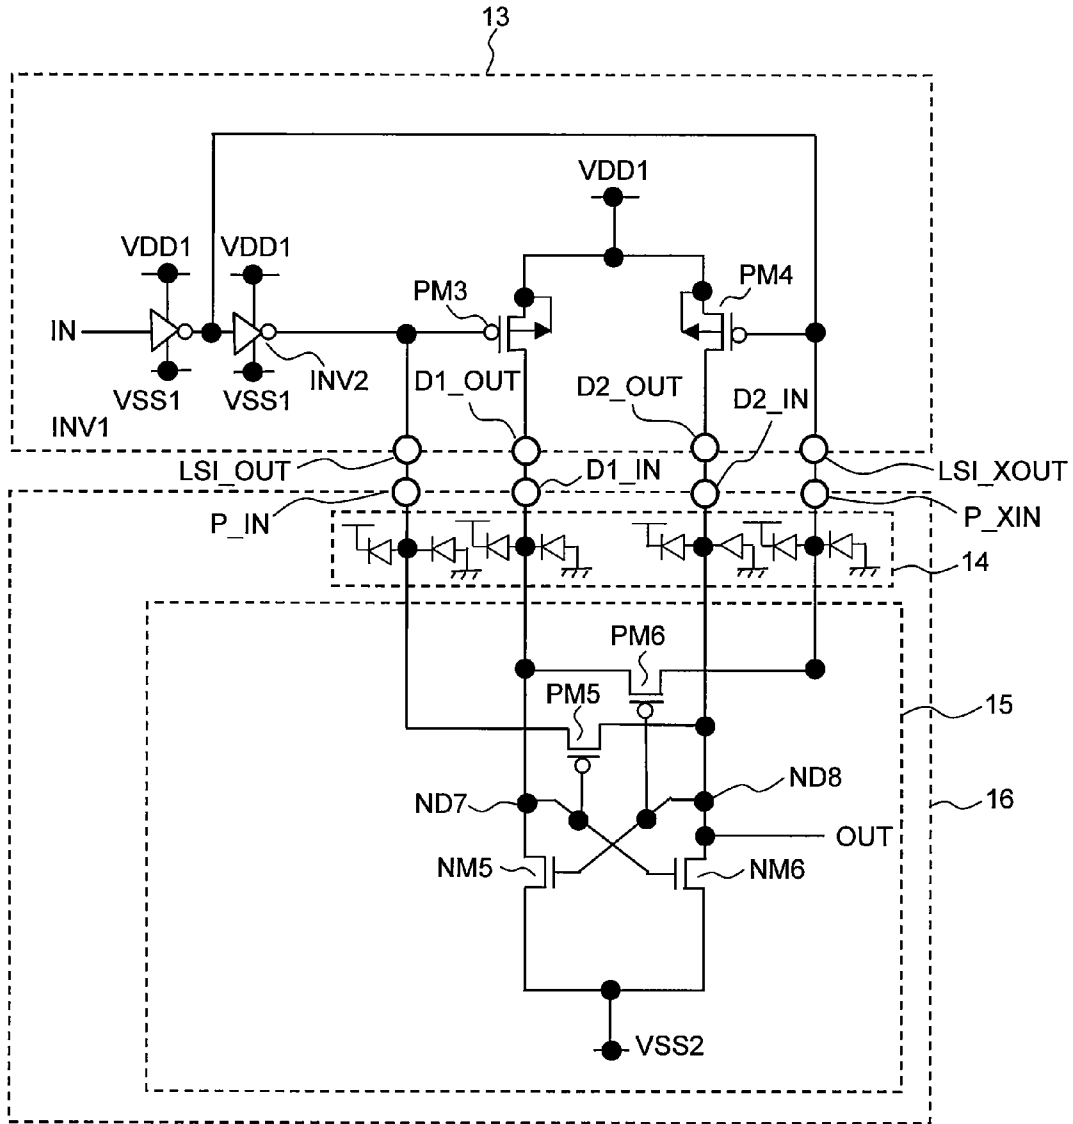 13
VDD1
VDD1 VDD1
PM3
PM4
IN
INV2
VSS1 VSS1
INV1
D1_OUT
D2_OUT
D2_IN
LSI_OUT
D1_IN
LSI_XOUT
P_IN
P_XIN
14
PM6
PM5
15
ND7
ND8
16
OUT
NM5
NM6
VSS2